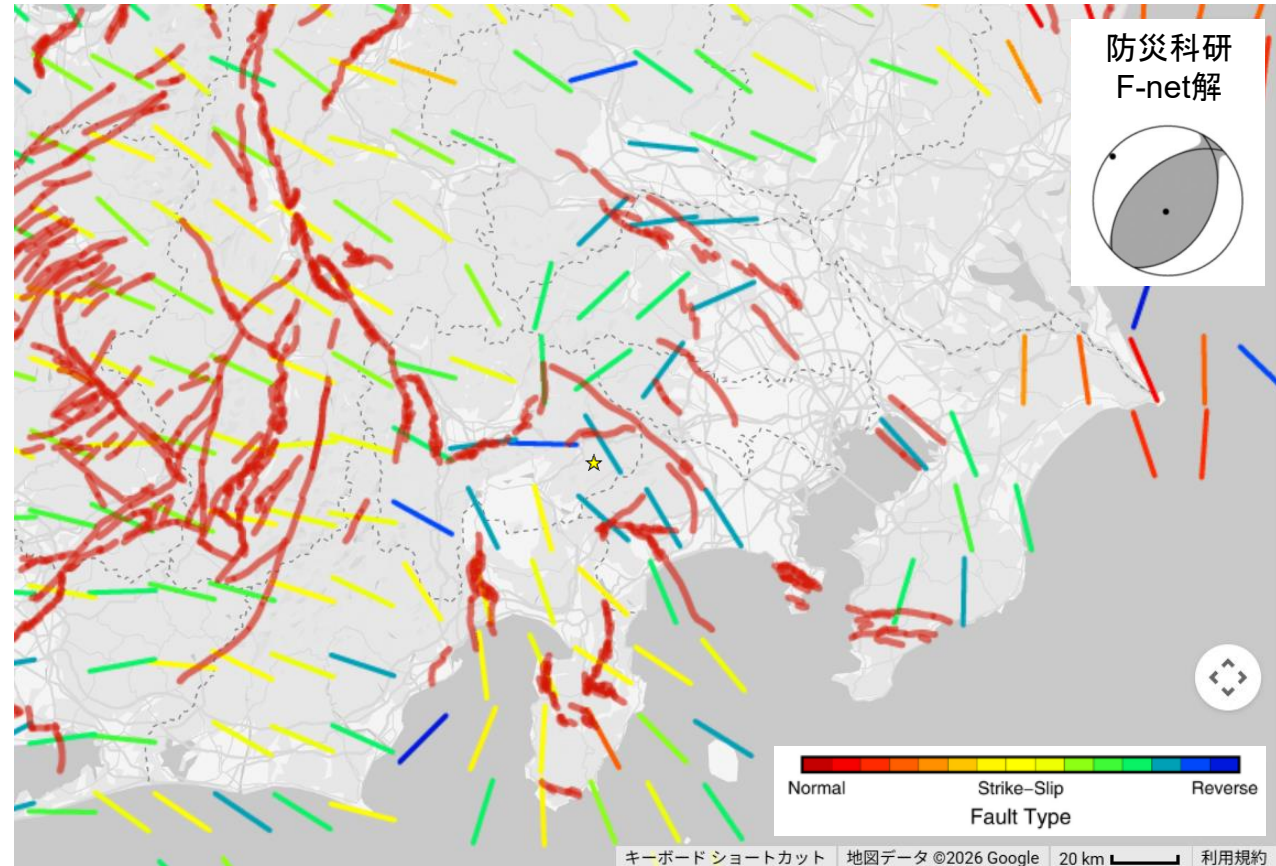 防災科研
F-net解
Normal
Strike−Slip
Reverse
Fault Type
キーボード ショートカット
地図データ ©2026 Google
20 km
利用規約